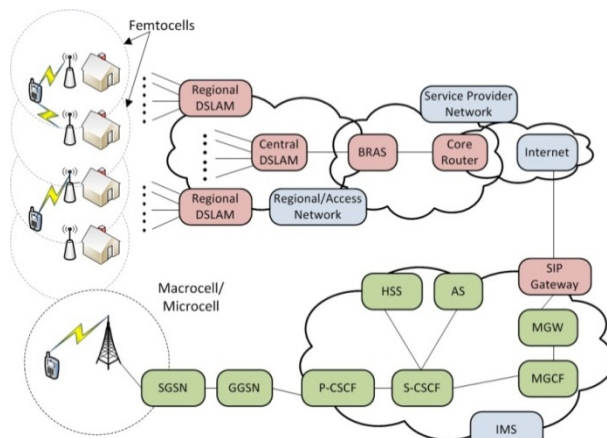 Femtocells
Regional
DSLAM
Service Provider
Network
Central
DSLAM
BRAS
Core
Router
Internet
Regional
DSLAM
Regional/Access
Network
Macrocell/
Microcell
HSS
AS
SIP
Gateway
MGW
SGSN
GGSN
P-CSCF
S-CSCF
MGCF
IMS